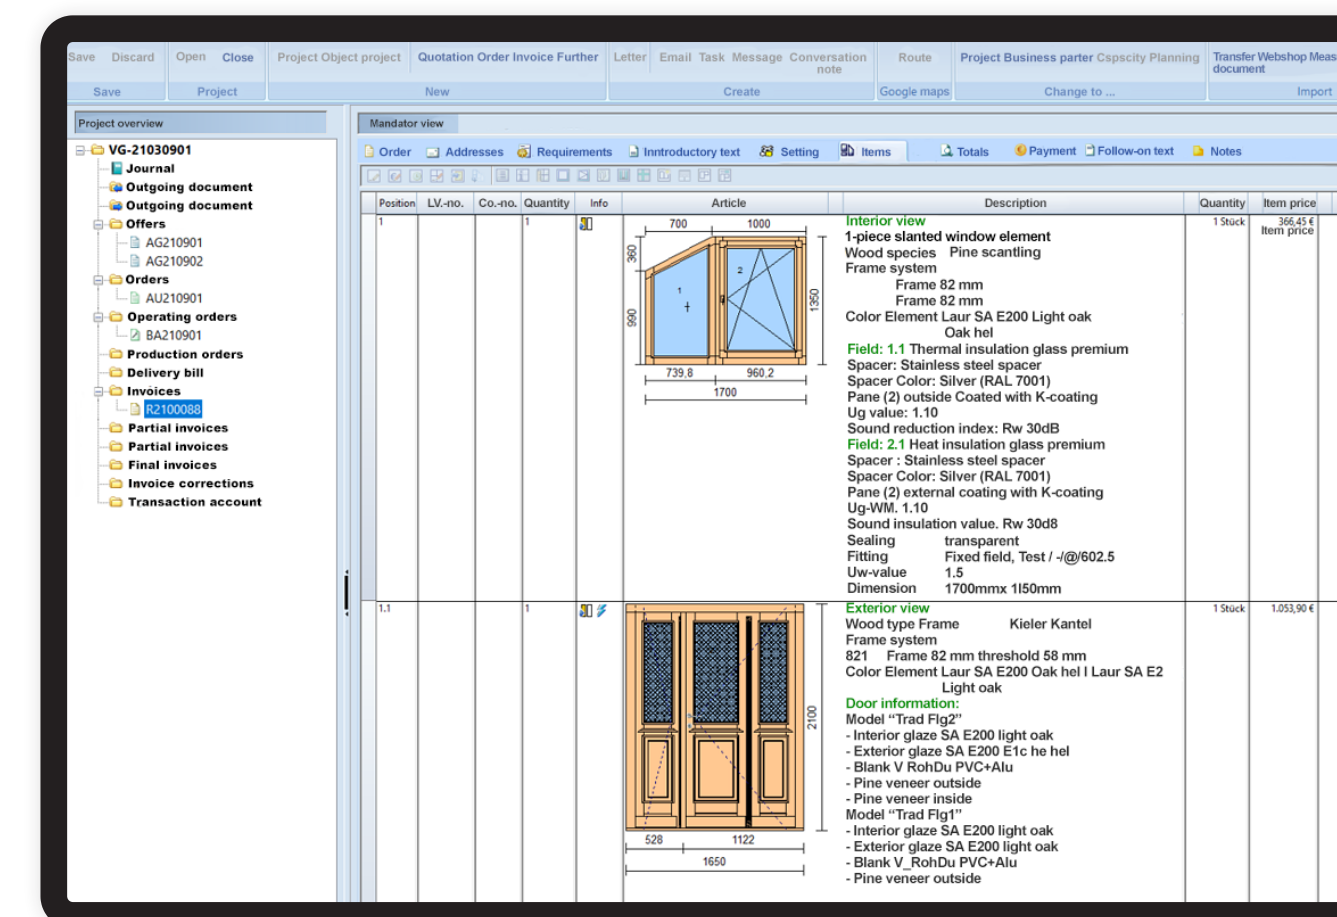 Save Discard Open Close Project Object project Quotation Order Invoice Further Letter Email Task Message Conversation note Route Project Business parter Cspscity Planning Transfer Webshop Meas
document
Save Project New Create Google maps Change to ... Import
Project overview
Mandator view
VG-21030901
Journal
Outgoing document
Outgoing document
Offers
AG210901
AG210902
Orders
AU210901
Operating orders
BA210901
Production orders
Delivery bill
Invoices
R2100088
Partial invoices
Partial invoices
Final invoices
Invoice corrections
Transaction account
Order Addresses Requirements Inntroductory text Setting Items Totals Payment Follow-on text Notes
Position LV.-no. Co.-no. Quantity Info Article Description Quantity Item price
1 1
700 1000
360
990
1350
1
2
739,8 960,2
1700
Interior view
1-piece slanted window element
Wood species Pine scantling
Frame system
Frame 82 mm
Frame 82 mm
Color Element Laur SA E200 Light oak
Oak hel
Field: 1.1 Thermal insulation glass premium
Spacer: Stainless steel spacer
Spacer Color: Silver (RAL 7001)
Pane (2) outside Coated with K-coating
Ug value: 1.10
Sound reduction index: Rw 30dB
Field: 2.1 Heat insulation glass premium
Spacer : Stainless steel spacer
Spacer Color: Silver (RAL 7001)
Pane (2) external coating with K-coating
Ug-WM. 1.10
Sound insulation value. Rw 30d8
Sealing transparent
Fitting Fixed field, Test / -/@/602.5
Uw-value 1.5
Dimension 1700mmx 1l50mm
1 Stück 366,45 €
Item price
1.1 1
2100
528 1122
1650
Exterior view
Wood type Frame Kieler Kantel
Frame system
821 Frame 82 mm threshold 58 mm
Color Element Laur SA E200 Oak hel l Laur SA E2
Light oak
Door information:
Model “Trad Flg2”
- Interior glaze SA E200 light oak
- Exterior glaze SA E200 E1c he hel
- Blank V RohDu PVC+Alu
- Pine veneer outside
- Pine veneer inside
Model “Trad Flg1”
- Interior glaze SA E200 light oak
- Exterior glaze SA E200 light oak
- Blank V_RohDu PVC+Alu
- Pine veneer outside
1 Stück 1.053,90 €